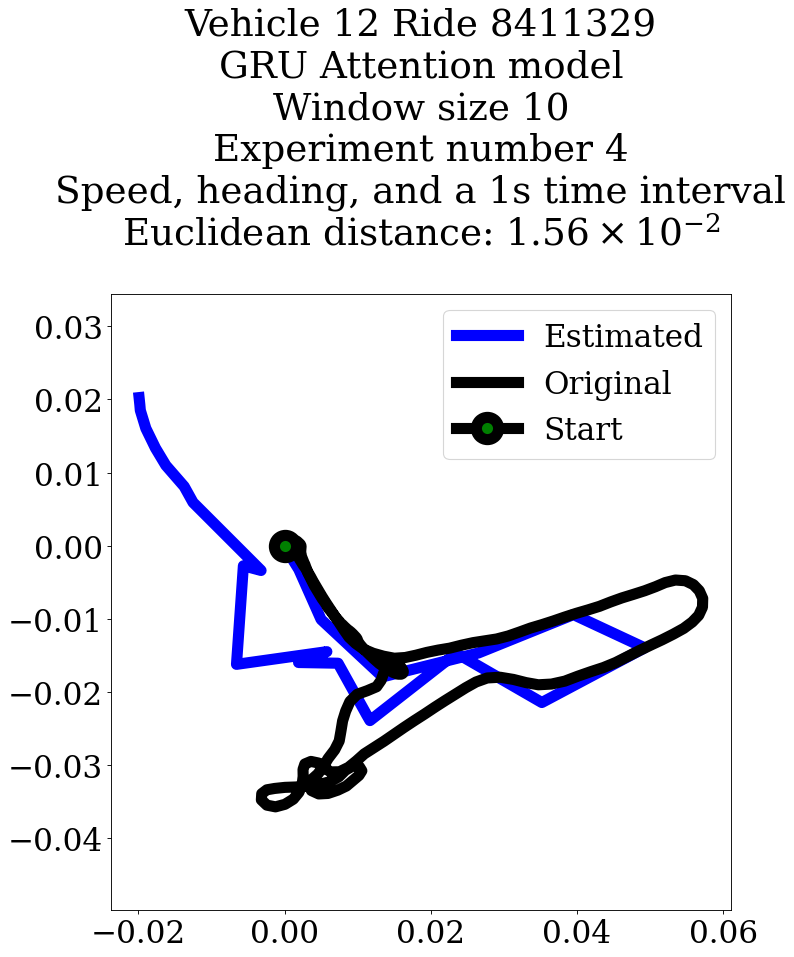 Vehicle 12 Ride 8411329
GRU Attention model
Window size 10
Experiment number 4
Speed, heading, and a 1s time interval
Euclidean distance: 1.56 × 10⁻²
Estimated
Original
Start
0.03
0.02
0.01
0.00
−0.01
−0.02
−0.03
−0.04
−0.02 0.00 0.02 0.04 0.06